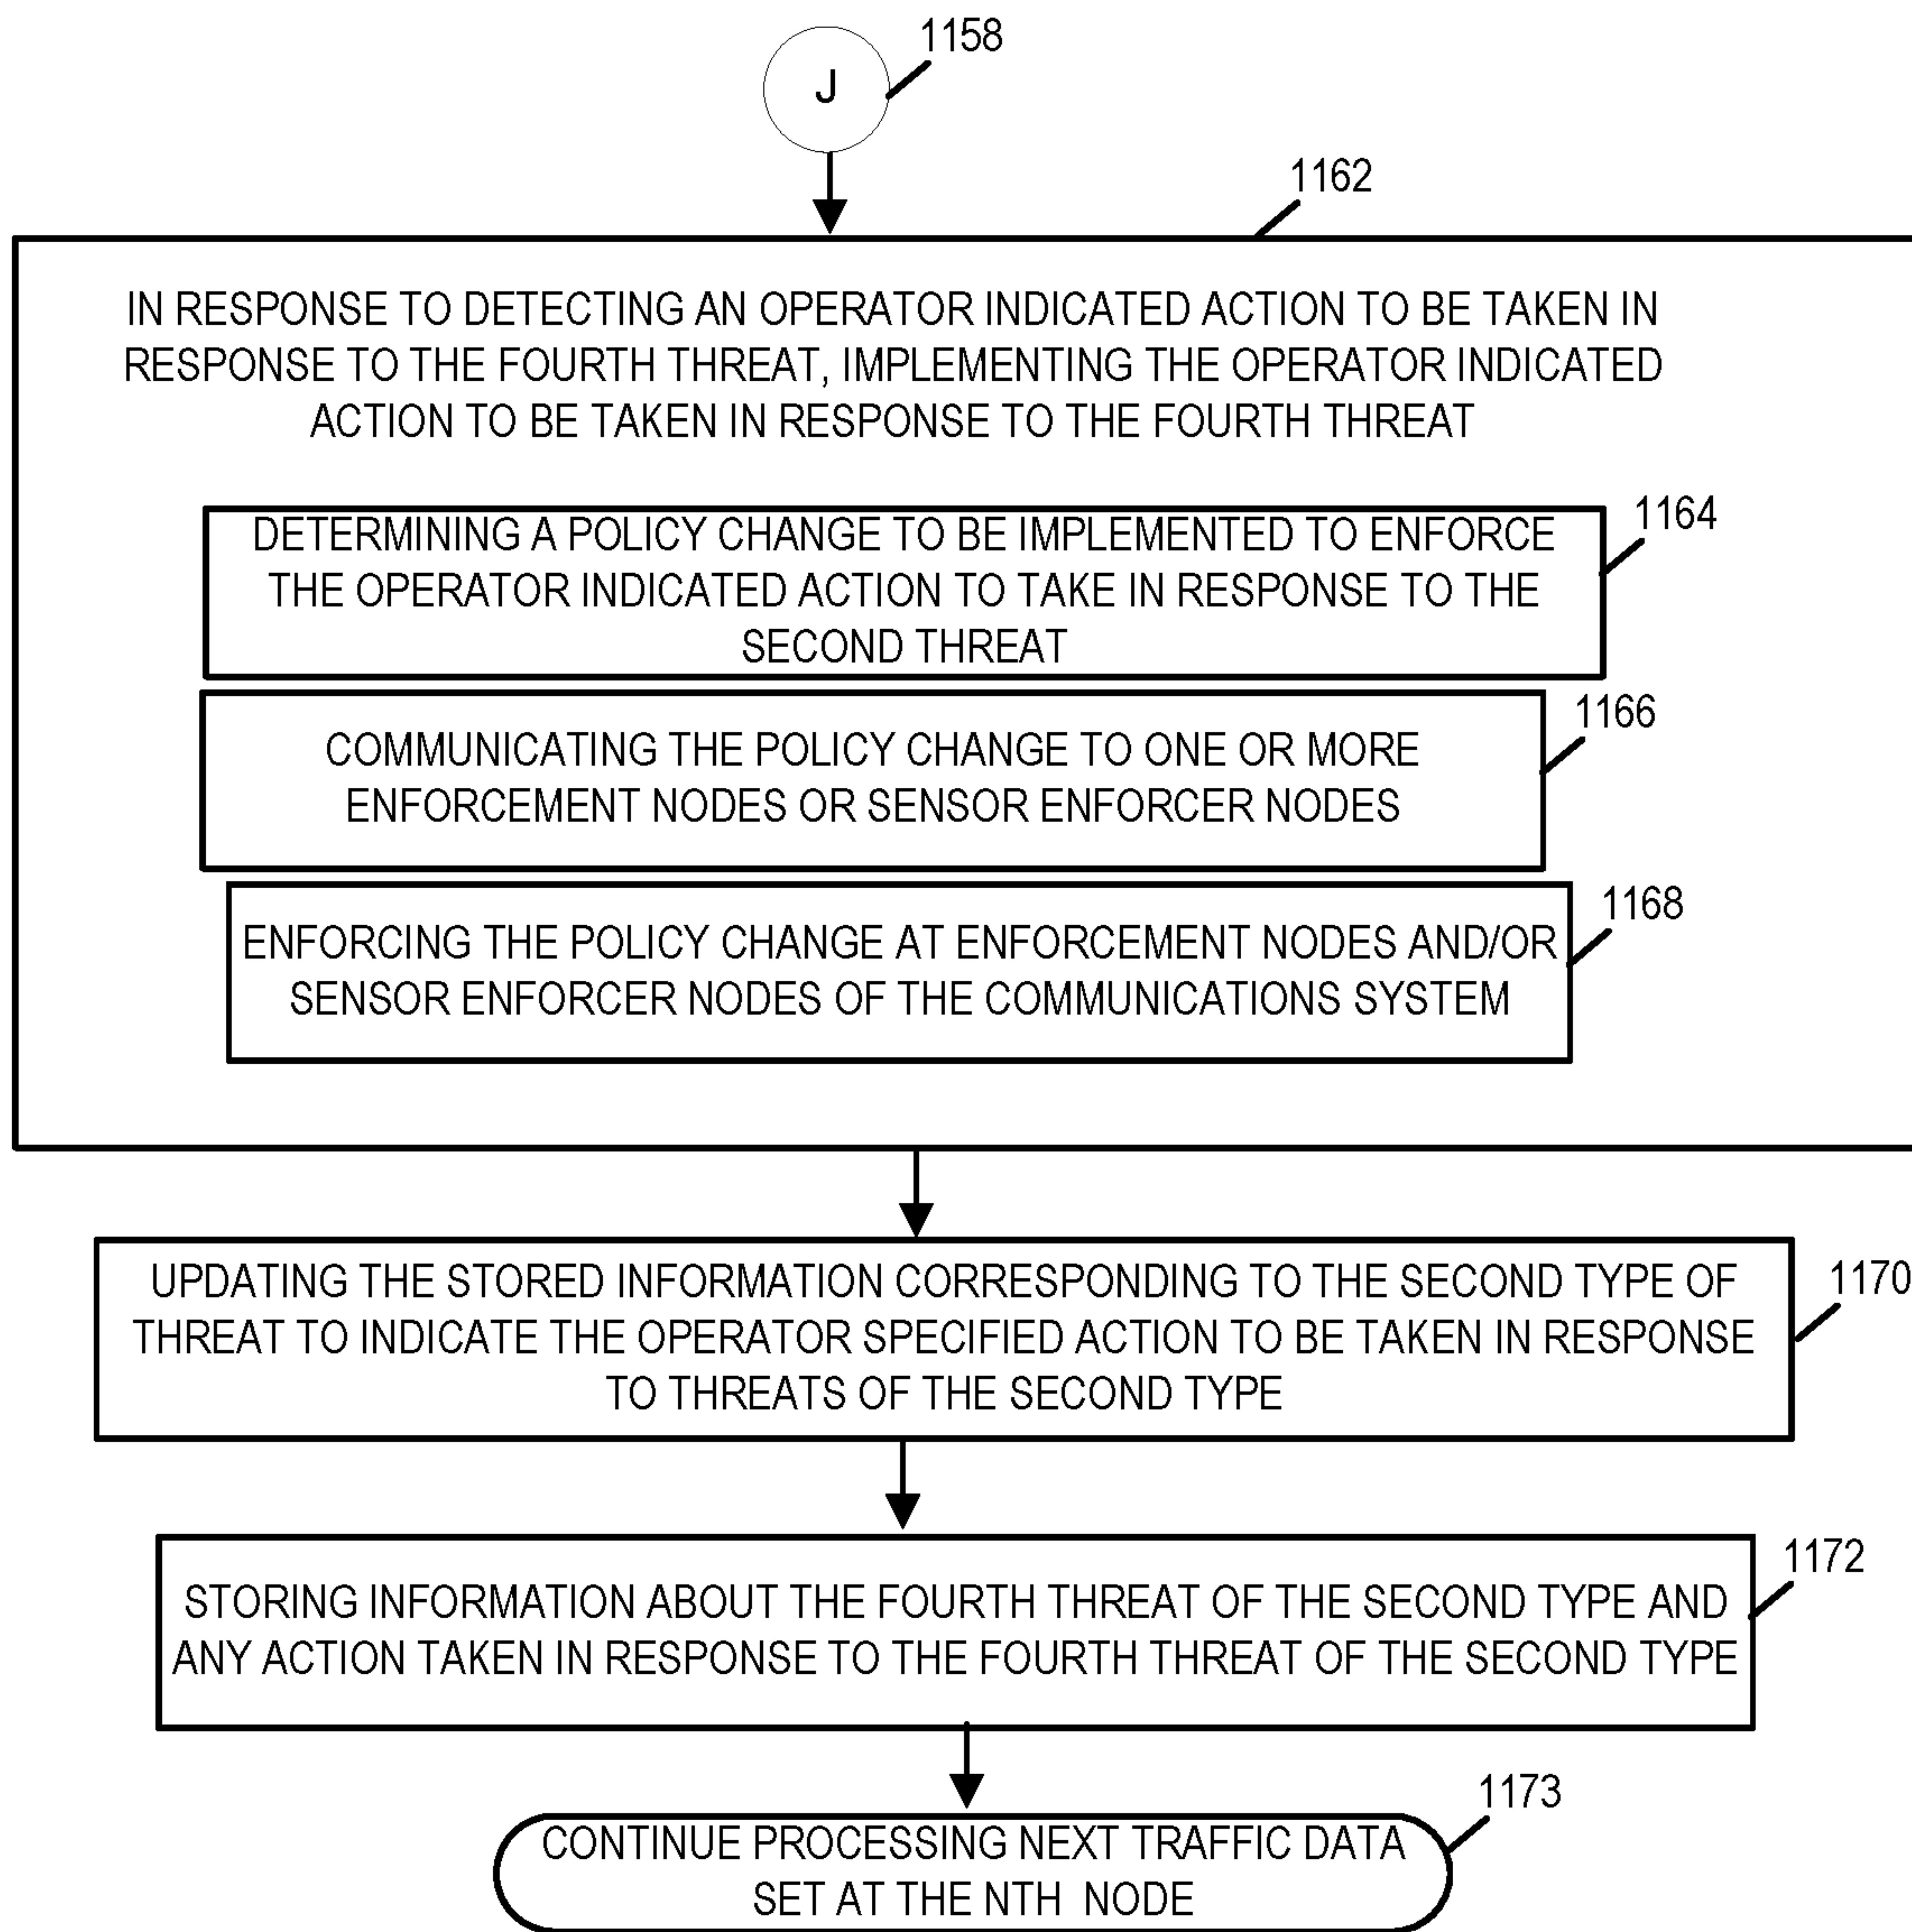 1158
J
1162
IN RESPONSE TO DETECTING AN OPERATOR INDICATED ACTION TO BE TAKEN IN
RESPONSE TO THE FOURTH THREAT, IMPLEMENTING THE OPERATOR INDICATED
ACTION TO BE TAKEN IN RESPONSE TO THE FOURTH THREAT
1164
DETERMINING A POLICY CHANGE TO BE IMPLEMENTED TO ENFORCE
THE OPERATOR INDICATED ACTION TO TAKE IN RESPONSE TO THE
SECOND THREAT
1166
COMMUNICATING THE POLICY CHANGE TO ONE OR MORE
ENFORCEMENT NODES OR SENSOR ENFORCER NODES
1168
ENFORCING THE POLICY CHANGE AT ENFORCEMENT NODES AND/OR
SENSOR ENFORCER NODES OF THE COMMUNICATIONS SYSTEM
1170
UPDATING THE STORED INFORMATION CORRESPONDING TO THE SECOND TYPE OF
THREAT TO INDICATE THE OPERATOR SPECIFIED ACTION TO BE TAKEN IN RESPONSE
TO THREATS OF THE SECOND TYPE
1172
STORING INFORMATION ABOUT THE FOURTH THREAT OF THE SECOND TYPE AND
ANY ACTION TAKEN IN RESPONSE TO THE FOURTH THREAT OF THE SECOND TYPE
1173
CONTINUE PROCESSING NEXT TRAFFIC DATA
SET AT THE NTH NODE